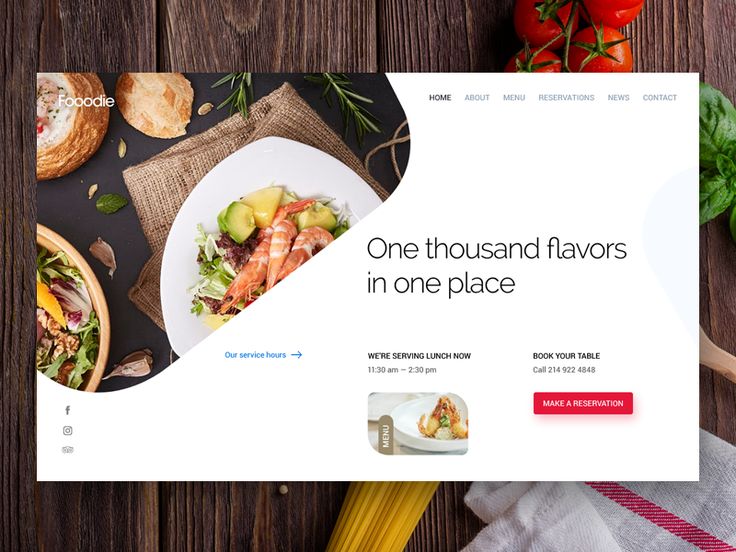 Fooodie
HOME ABOUT MENU RESERVATIONS NEWS CONTACT
One thousand flavors
in one place
Our service hours
WE'RE SERVING LUNCH NOW
11:30 am — 2:30 pm
BOOK YOUR TABLE
Call 214 922 4848
MENU
MAKE A RESERVATION